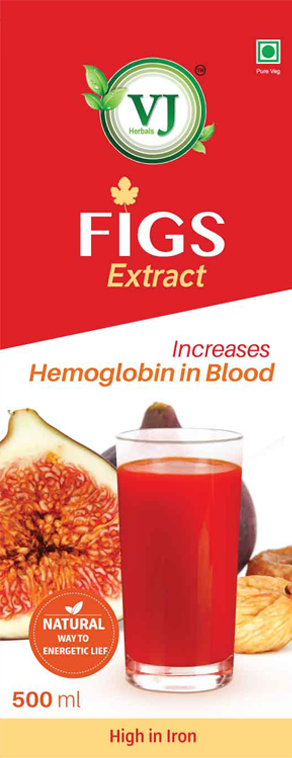 VJ
Herbals
TM
Pure Veg
FIGS
Extract
Increases
Hemoglobin in Blood
NATURAL
WAY TO
ENERGETIC LIEF
500 ml
High in Iron